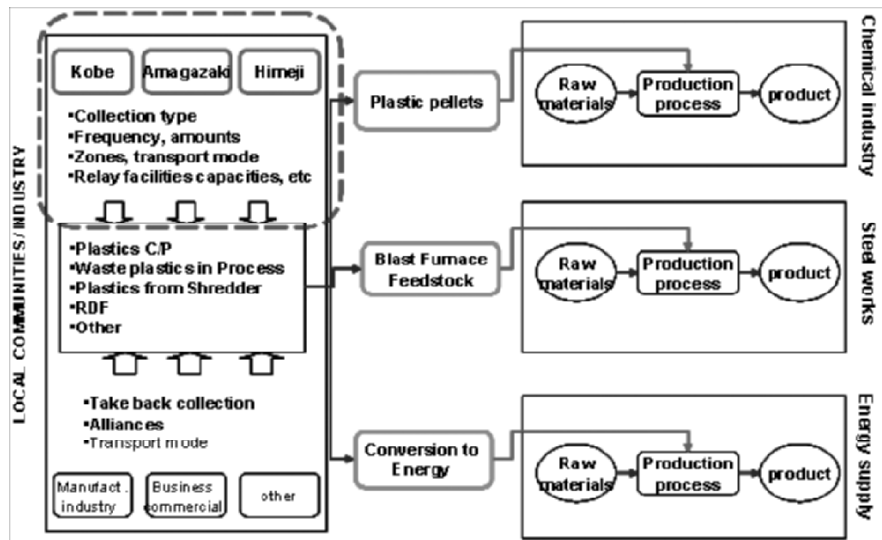 LOCAL COMMUNITIES/ INDUSTRY
Kobe
Amagazaki
Himeji
•Collection type
•Frequency, amounts
•Zones, transport mode
•Relay facilities capacities, etc
•Plastics C/P
•Waste plastics in Process
•Plastics from Shredder
•RDF
•Other
•Take back collection
•Alliances
•Transport mode
Manufact.
industry
Business
commercial
other
Plastic pellets
Blast Furnace
Feedstock
Conversion to
Energy
Raw
materials
Production
process
product
Chemical industry
Raw
materials
Production
process
product
Steel works
Raw
materials
Production
process
product
Energy supply